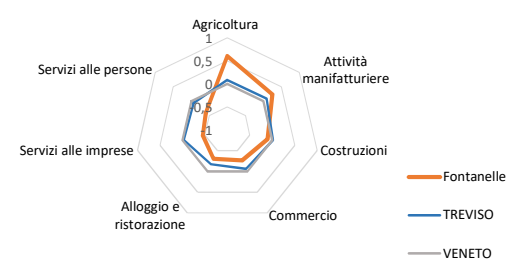 Agricoltura
1
0,5
0
-0,5
-1
Attività
manifatturiere
Costruzioni
Commercio
Alloggio e
ristorazione
Servizi alle imprese
Servizi alle persone
Fontanelle
TREVISO
VENETO